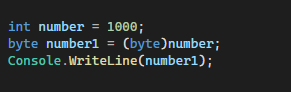 int number = 1000;
byte number1 = (byte)number;
Console.WriteLine(number1);